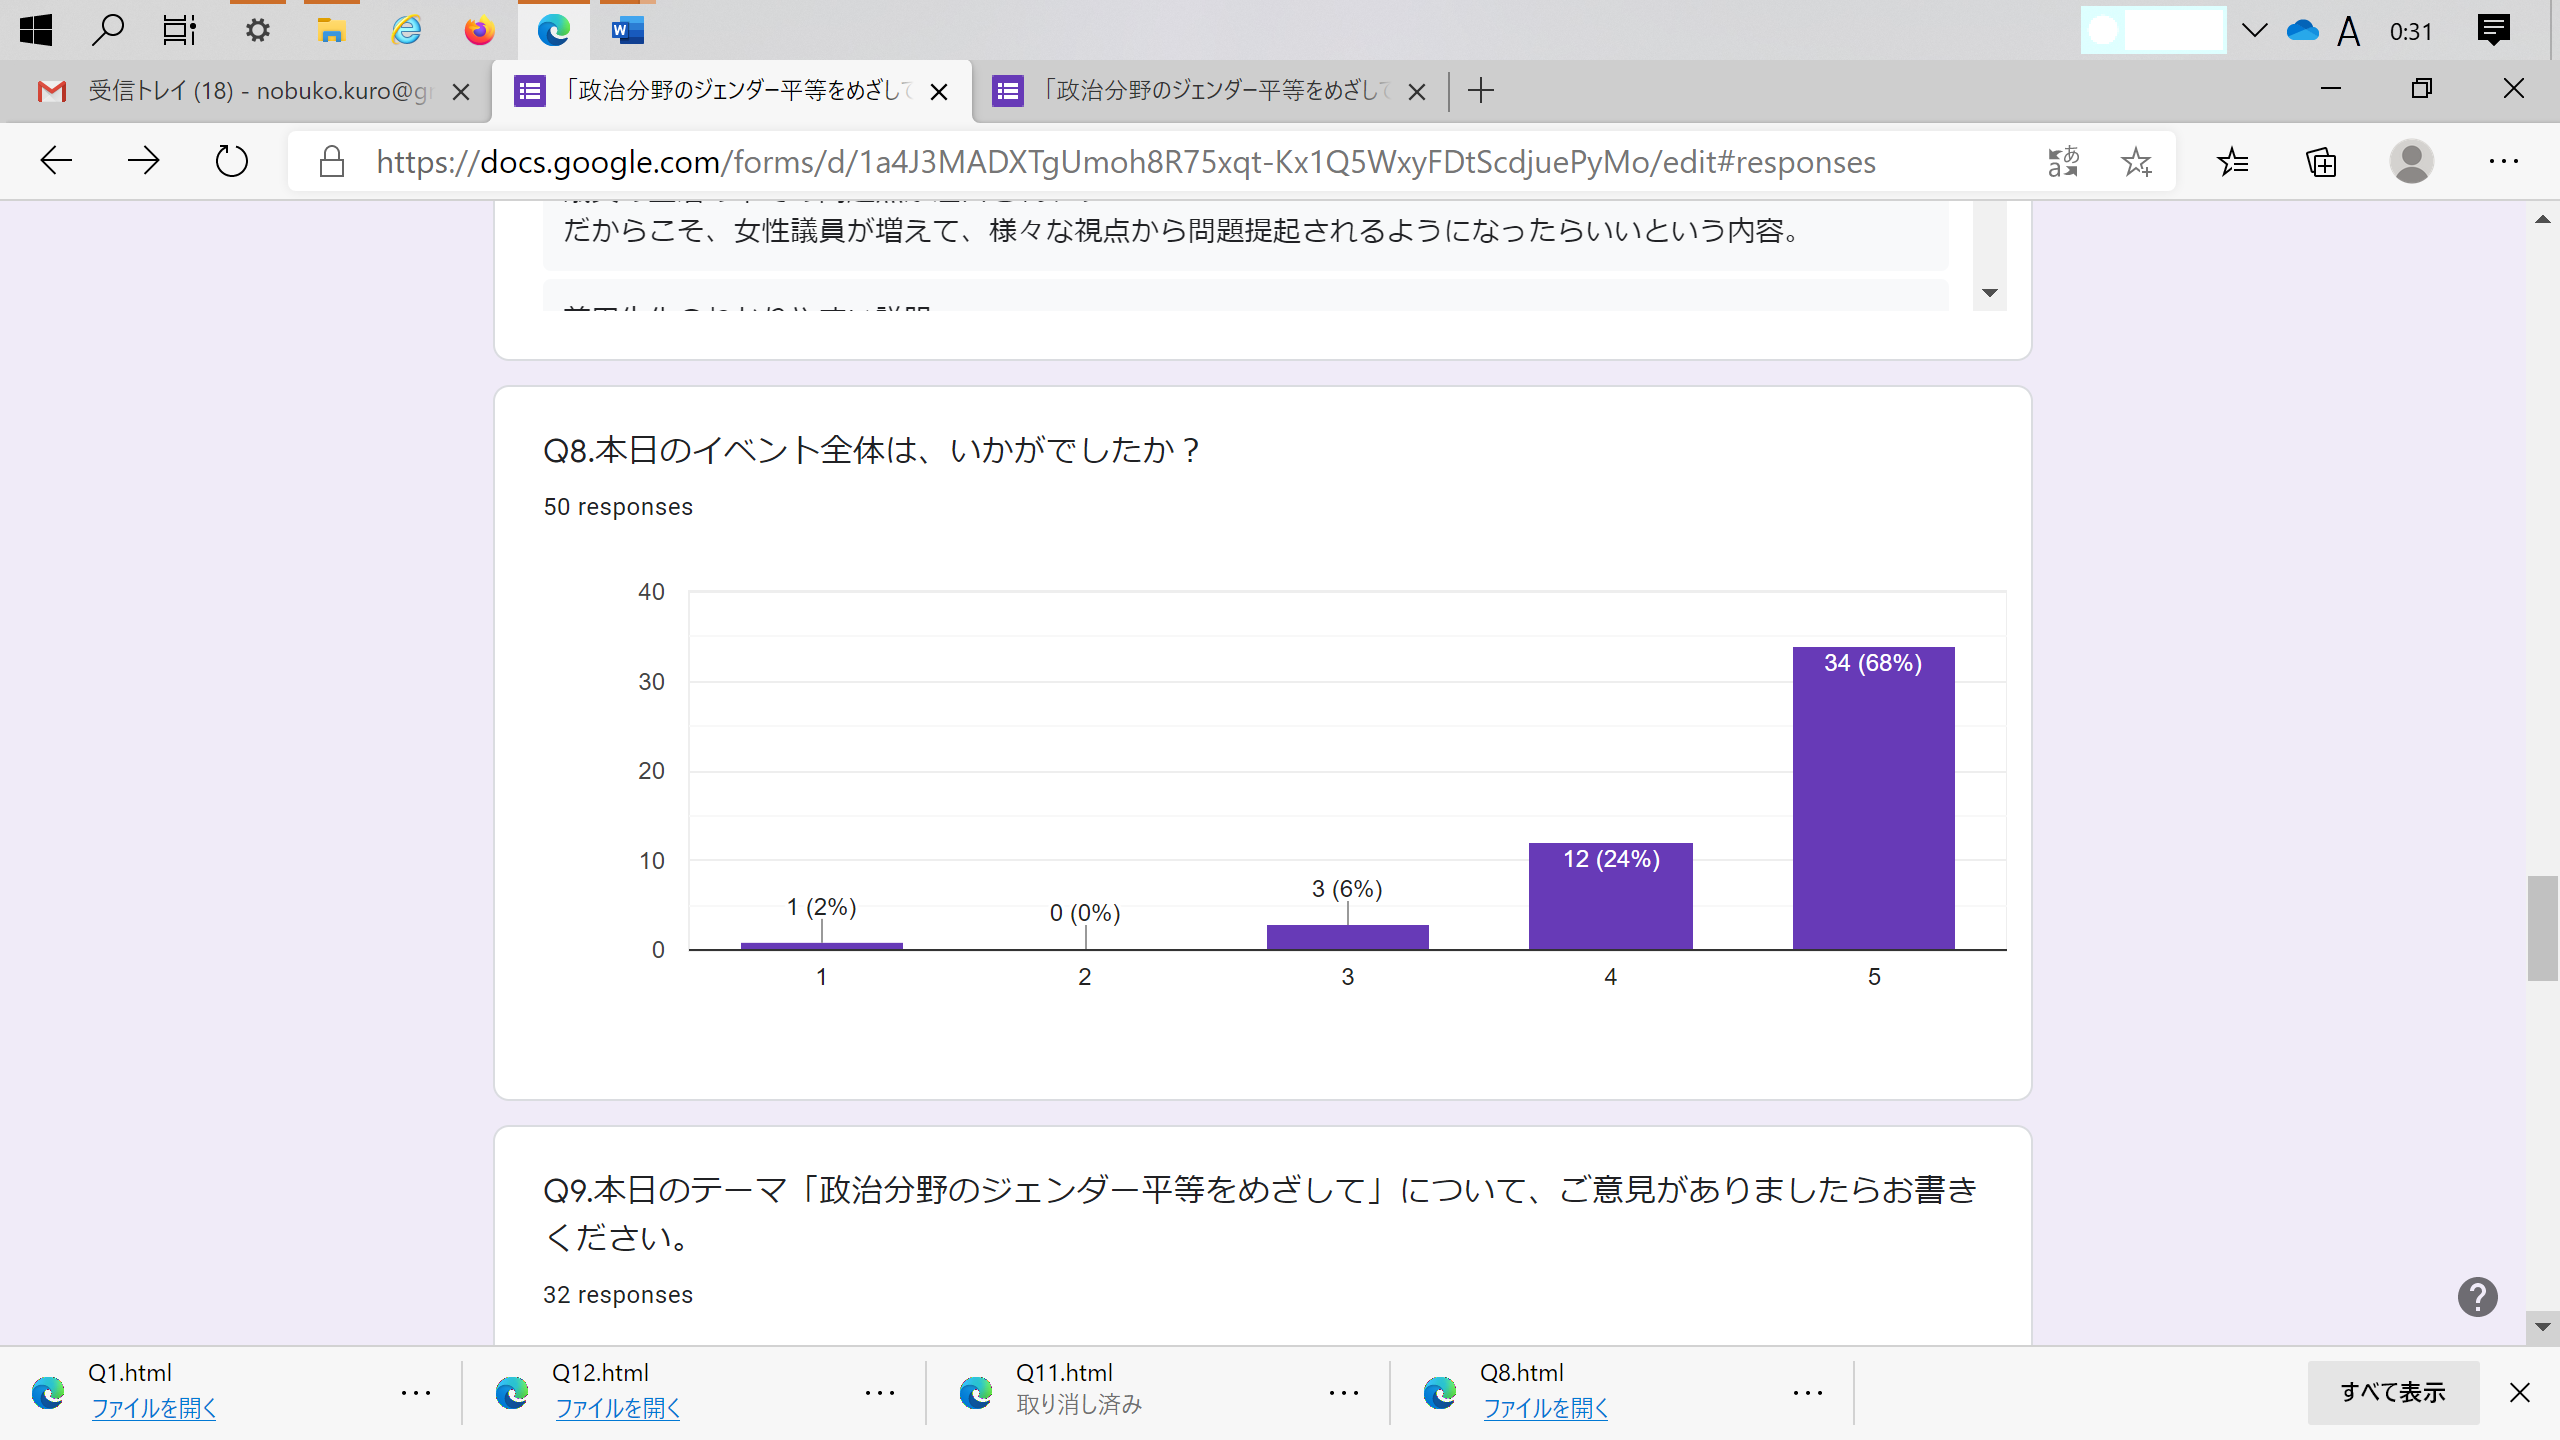 0:31
受信トレイ (18) - nobuko.kuro@g
「政治分野のジェンダー平等をめざして
「政治分野のジェンダー平等をめざして
https://docs.google.com/forms/d/1a4J3MADXTgUmoh8R75xqt-Kx1Q5WxyFDtScdjuePyMo/edit#responses
だからこそ、女性議員が増えて、様々な視点から問題提起されるようになったらいいという内容。
Q8.本日のイベント全体は、いかがでしたか？
50 responses
40
30
20
10
0
1 (2%)
0 (0%)
3 (6%)
12 (24%)
34 (68%)
1
2
3
4
5
Q9.本日のテーマ「政治分野のジェンダー平等をめざして」について、ご意見がありましたらお書き
ください。
32 responses
Q1.html
ファイルを開く
Q12.html
ファイルを開く
Q11.html
取り消し済み
Q8.html
ファイルを開く
すべて表示